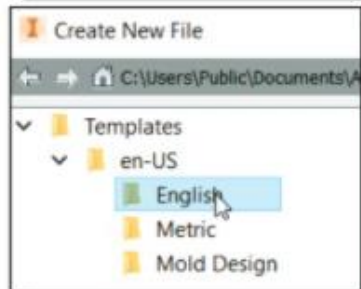 Create New File
C:\Users\Public\Documents\A
Templates
en-US
English
Metric
Mold Design